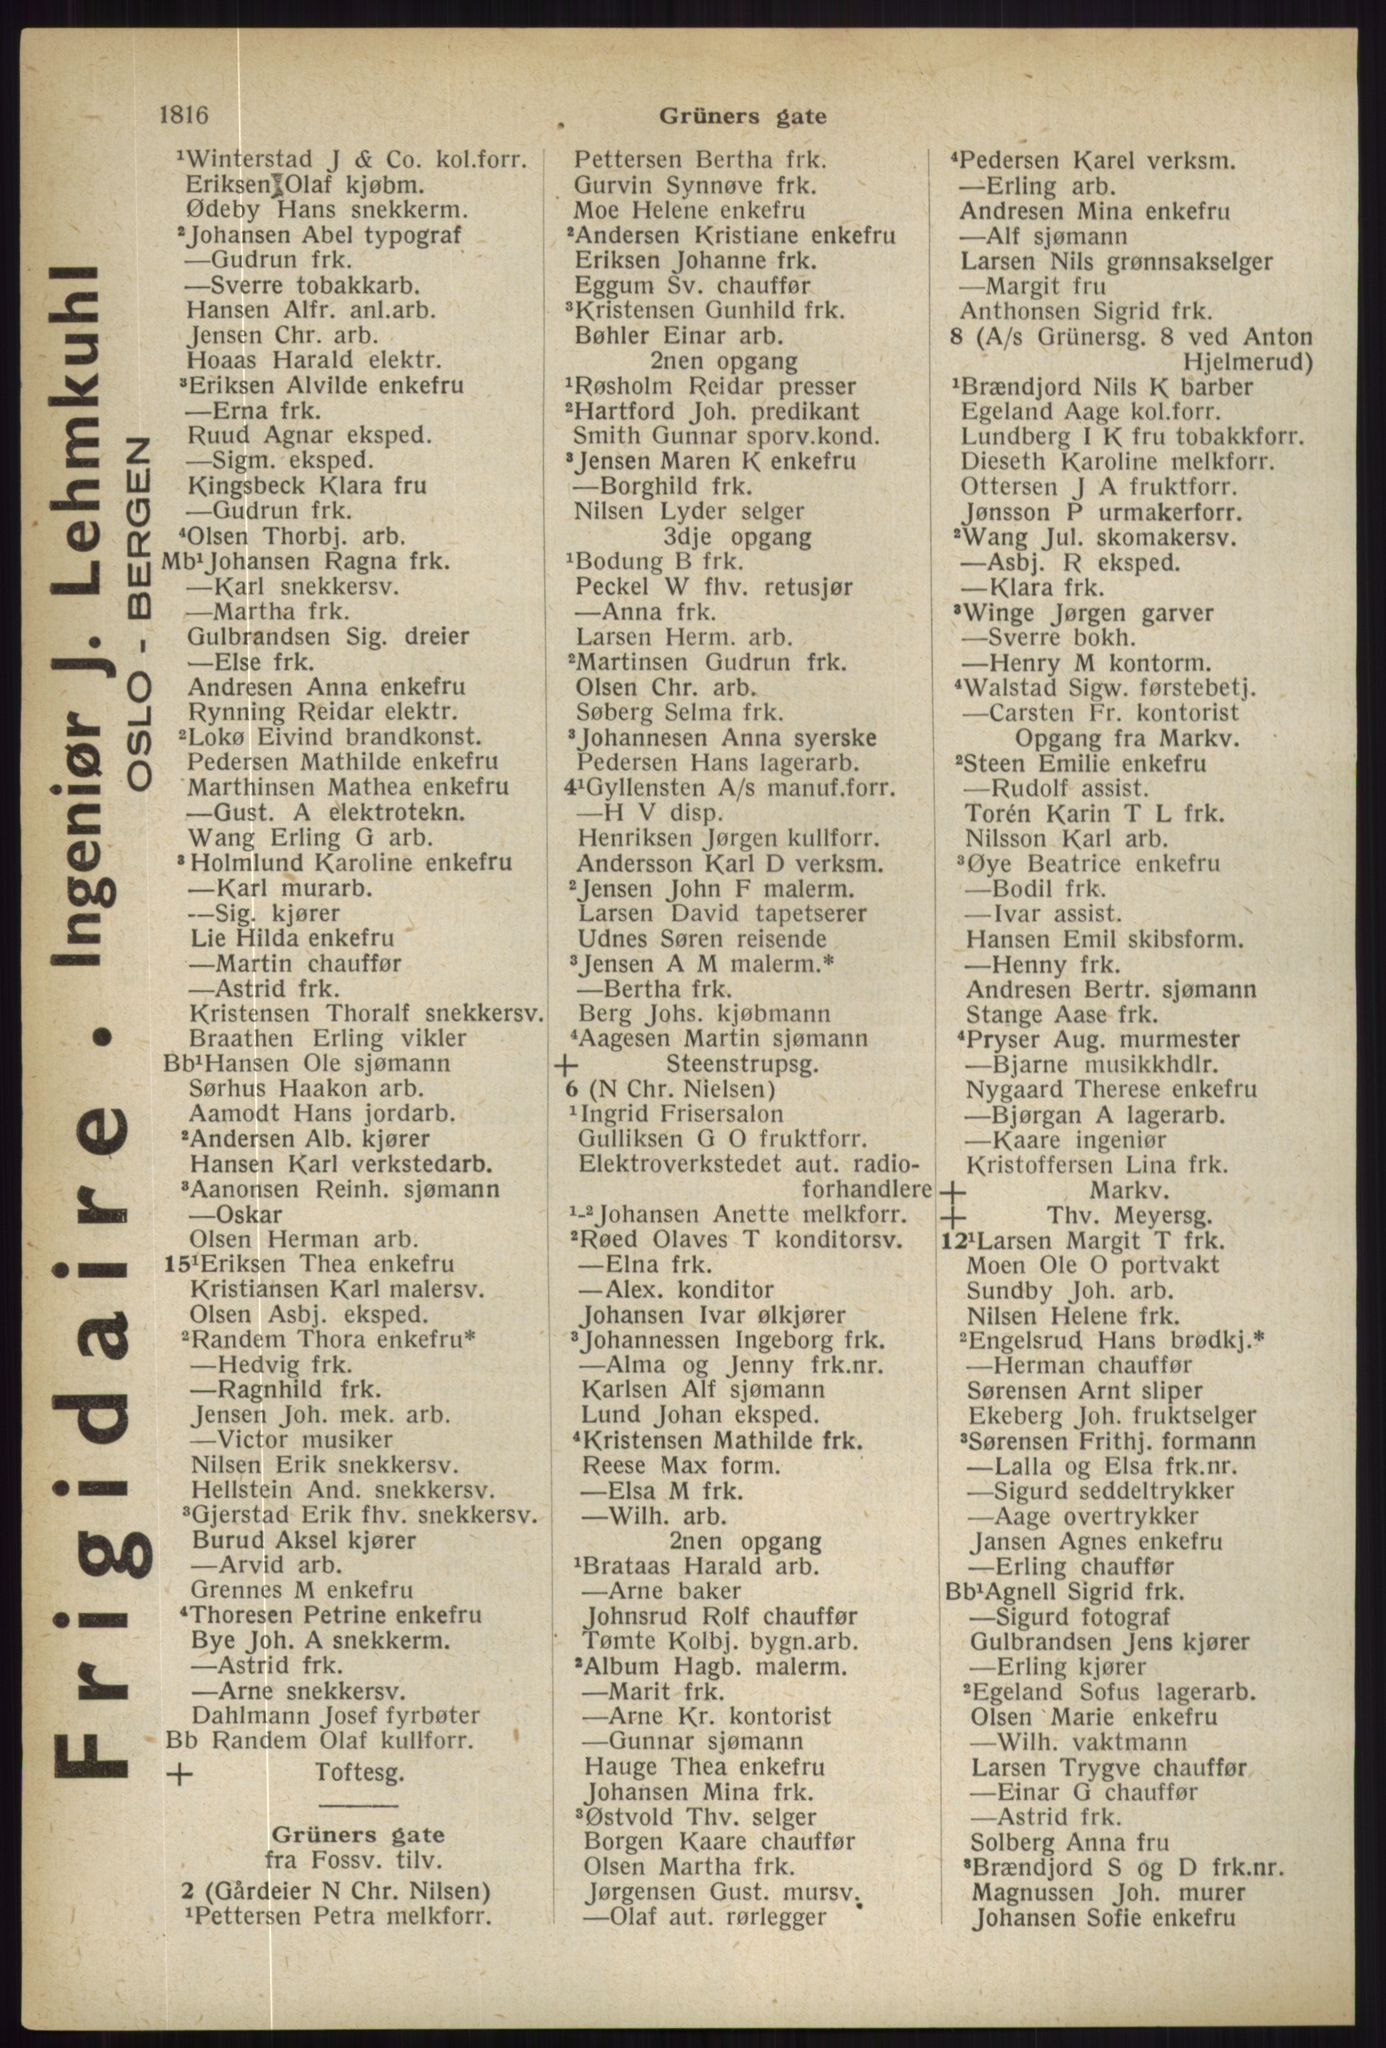 1816
Grüners gate
Frigidaire • Ingeniør J. Lehmkuhl
OSLO - BERGEN
¹Winterstad J & Co. kol.forr.
Eriksen Olaf kjøbm.
Ødeby Hans snekkerm.
²Johansen Abel typograf
—Gudrun frk.
—Sverre tobakkarb.
Hansen Alfr. anl.arb.
Jensen Chr. arb.
Hoaas Harald elektr.
³Eriksen Alvilde enkefru
—Erna frk.
Ruud Agnar eksped.
—Sigm. eksped.
Kingsbeck Klara fru
—Gudrun frk.
⁴Olsen Thorbj. arb.
Mb¹Johansen Ragna frk.
—Karl snekkersv.
—Martha frk.
Gulbrandsen Sig. dreier
—Else frk.
Andresen Anna enkefru
Rynning Reidar elektr.
²Lokø Eivind brandkonst.
Pedersen Mathilde enkefru
Marthinsen Mathea enkefru
—Gust. A elektrotekn.
Wang Erling G arb.
³Holmlund Karoline enkefru
—Karl murarb.
—Sig. kjører
Lie Hilda enkefru
—Martin chauffør
—Astrid frk.
Kristensen Thoralf snekkersv.
Braathen Erling vikler
Bb¹Hansen Ole sjømann
Sørhus Haakon arb.
Aamodt Hans jordarb.
²Andersen Alb. kjører
Hansen Karl verkstedarb.
³Aanonsen Reinh. sjømann
—Oskar
Olsen Herman arb.
15¹Eriksen Thea enkefru
Kristiansen Karl malersv.
Olsen Asbj. eksped.
²Randem Thora enkefru*
—Hedvig frk.
—Ragnhild frk.
Jensen Joh. mek. arb.
—Victor musiker
Nilsen Erik snekkersv.
Hellstein And. snekkersv.
³Gjerstad Erik fhv. snekkersv.
Burud Aksel kjører
—Arvid arb.
Grennes M enkefru
⁴Thoresen Petrine enkefru
Bye Joh. A snekkerm.
—Astrid frk.
—Arne snekkersv.
Dahlmann Josef fyrbøter
Bb Randem Olaf kullforr.
+ Toftesg.
Grüners gate
fra Fossv. tilv.
2 (Gårdeier N Chr. Nilsen)
¹Pettersen Petra melkforr.
Pettersen Bertha frk.
Gurvin Synnøve frk.
Moe Helene enkefru
²Andersen Kristiane enkefru
Eriksen Johanne frk.
Eggum Sv. chauffør
³Kristensen Gunhild frk.
Bøhler Einar arb.
2nen opgang
¹Røsholm Reidar presser
²Hartford Joh. predikant
Smith Gunnar sporv.kond.
³Jensen Maren K enkefru
—Borghild frk.
Nilsen Lyder selger
3dje opgang
¹Bodung B frk.
Peckel W fhv. retusjør
—Anna frk.
Larsen Herm. arb.
²Martinsen Gudrun frk.
Olsen Chr. arb.
Søberg Selma frk.
³Johannesen Anna syerske
Pedersen Hans lagerarb.
4¹Gyllensten A/s manuf.forr.
—H V disp.
Henriksen Jørgen kullforr.
Andersson Karl D verksm.
²Jensen John F malerm.
Larsen David tapetserer
Udnes Søren reisende
³Jensen A M malerm.*
—Bertha frk.
Berg Johs. kjøbmann
⁴Aagesen Martin sjømann
+ Steenstrupsg.
6 (N Chr. Nielsen)
¹Ingrid Frisersalon
Gulliksen G O fruktforr.
Elektroverkstedet aut. radio-
forhandlere
¹-²Johansen Anette melkforr.
²Røed Olaves T konditorsv.
—Elna frk.
—Alex. konditor
Johansen Ivar ølkjører
³Johannessen Ingeborg frk.
—Alma og Jenny frk.nr.
Karlsen Alf sjømann
Lund Johan eksped.
⁴Kristensen Mathilde frk.
Reese Max form.
—Elsa M frk.
—Wilh. arb.
2nen opgang
¹Brataas Harald arb.
—Arne baker
Johnsrud Rolf chauffør
Tømte Kolbj. bygn.arb.
²Album Hagb. malerm.
—Marit frk.
—Arne Kr. kontorist
—Gunnar sjømann
Hauge Thea enkefru
Johansen Mina frk.
³Østvold Thv. selger
Borgen Kaare chauffør
Olsen Martha frk.
Jørgensen Gust. mursv.
—Olaf aut. rørlegger
⁴Pedersen Karel verksm.
—Erling arb.
Andresen Mina enkefru
—Alf sjømann
Larsen Nils grønnsakselger
—Margit fru
Anthonsen Sigrid frk.
8 (A/s Grünersg. 8 ved Anton
Hjelmerud)
¹Brændjord Nils K barber
Egeland Aage kol.forr.
Lundberg I K fru tobakkforr.
Dieseth Karoline melkforr.
Ottersen J A fruktforr.
Jønsson P urmakerforr.
²Wang Jul. skomakersv.
—Asbj. R eksped.
—Klara frk.
³Winge Jørgen garver
—Sverre bokh.
—Henry M kontorm.
⁴Walstad Sigw. førstebetj.
—Carsten Fr. kontorist
Opgang fra Markv.
²Steen Emilie enkefru
—Rudolf assist.
Torén Karin T L frk.
Nilsson Karl arb.
³Øye Beatrice enkefru
—Bodil frk.
—Ivar assist.
Hansen Emil skibsform.
—Henny frk.
Andresen Bertr. sjømann
Stange Aase frk.
⁴Pryser Aug. murmester
—Bjarne musikkhdlr.
Nygaard Therese enkefru
—Bjørgan A lagerarb.
—Kaare ingeniør
Kristoffersen Lina frk.
+ Markv.
+ Thv. Meyersg.
12¹Larsen Margit T frk.
Moen Ole O portvakt
Sundby Joh. arb.
Nilsen Helene frk.
²Engelsrud Hans brødkj.*
—Herman chauffør
Sørensen Arnt sliper
Ekeberg Joh. fruktselger
³Sørensen Frithj. formann
—Lalla og Elsa frk.nr.
—Sigurd seddeltrykker
—Aage overtrykker
Jansen Agnes enkefru
—Erling chauffør
Bb¹Agnell Sigrid frk.
—Sigurd fotograf
Gulbrandsen Jens kjører
—Erling kjører
²Egeland Sofus lagerarb.
Olsen Marie enkefru
—Wilh. vaktmann
Larsen Trygve chauffør
—Einar G chauffør
—Astrid frk.
Solberg Anna fru
³Brændjord S og D frk.nr.
Magnussen Joh. murer
Johansen Sofie enkefru